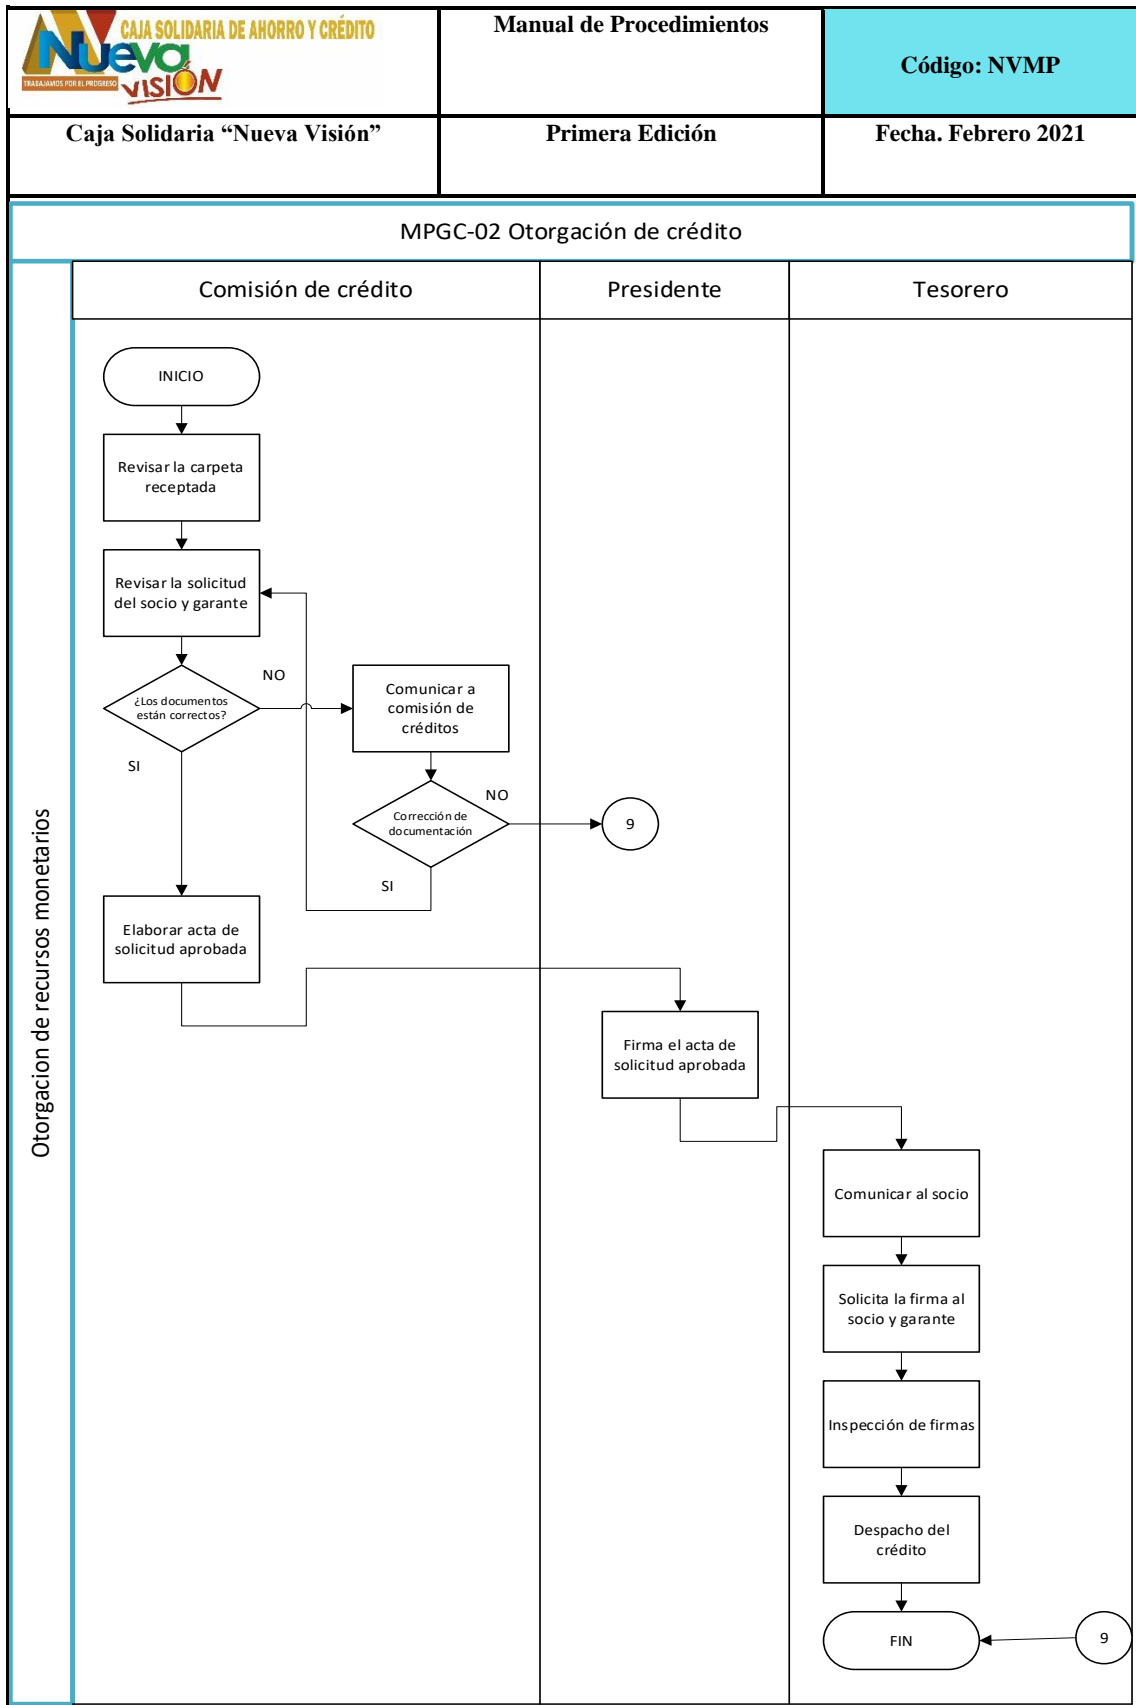 CAJA SOLIDARIA DE AHORRO Y CRÉDITO
Nueva
VISIÓN
TRABAJAMOS POR EL PROGRESO
Manual de Procedimientos
Código: NVMP
Caja Solidaria “Nueva Visión”
Primera Edición
Fecha. Febrero 2021
MPGC-02 Otorgación de crédito
Comisión de crédito
Presidente
Tesorero
Otorgacion de recursos monetarios
INICIO
Revisar la carpeta
receptada
Revisar la solicitud
del socio y garante
¿Los documentos
están correctos?
NO
SI
Comunicar a
comisión de
créditos
Corrección de
documentación
NO
9
SI
Elaborar acta de
solicitud aprobada
Firma el acta de
solicitud aprobada
Comunicar al socio
Solicita la firma al
socio y garante
Inspección de firmas
Despacho del
crédito
FIN
9